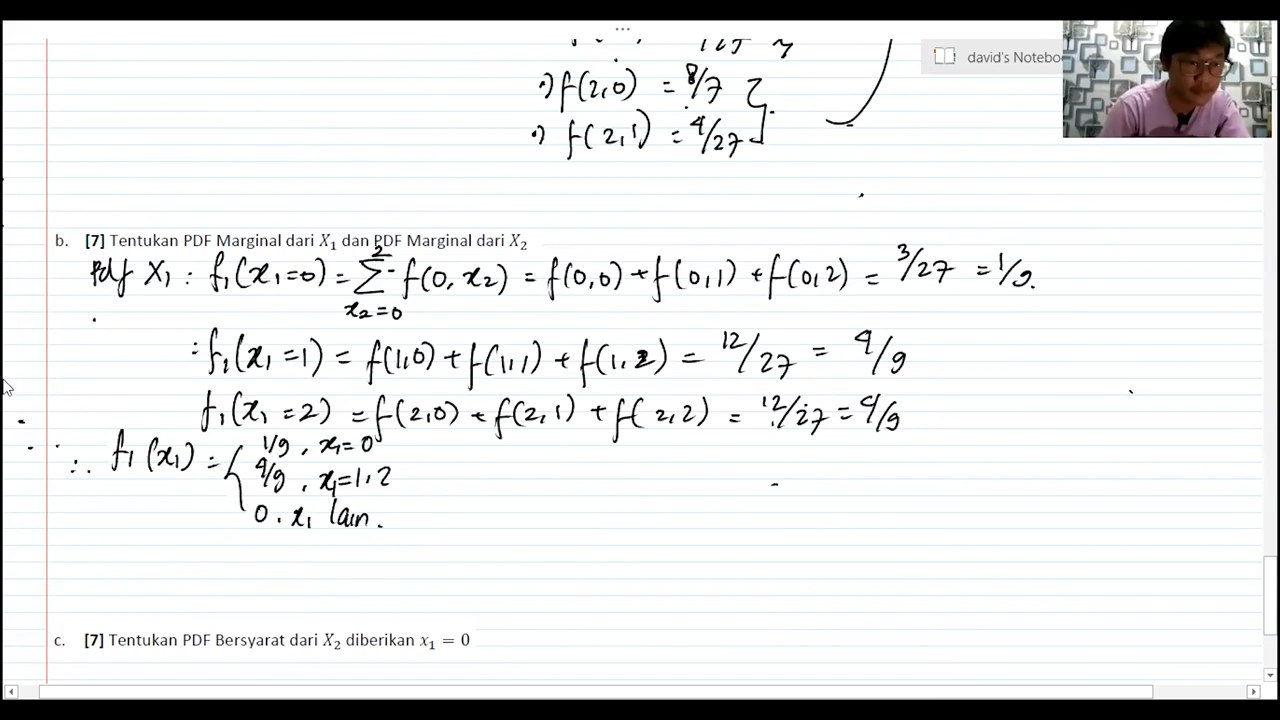 david's Notebo
f(2,0) = 8/7
f(2,1) = 4/27
b. [7] Tentukan PDF Marginal dari X₁ dan PDF Marginal dari X₂
Pdf X₁ : f₁(x₁=0) = Σ 2 x₂=0 f(0, x₂) = f(0,0) + f(0,1) + f(0,2) = 3/27 = 1/9.
: f₁(x₁=1) = f(1,0) + f(1,1) + f(1,2) = 12/27 = 4/9
f₁(x₁=2) = f(2,0) + f(2,1) + f(2,2) = 12/27 = 4/9
∴ f₁(x₁) = { 1/9, x₁=0
4/9, x₁=1,2
0, x₁ lain.
c. [7] Tentukan PDF Bersyarat dari X₂ diberikan x₁ = 0